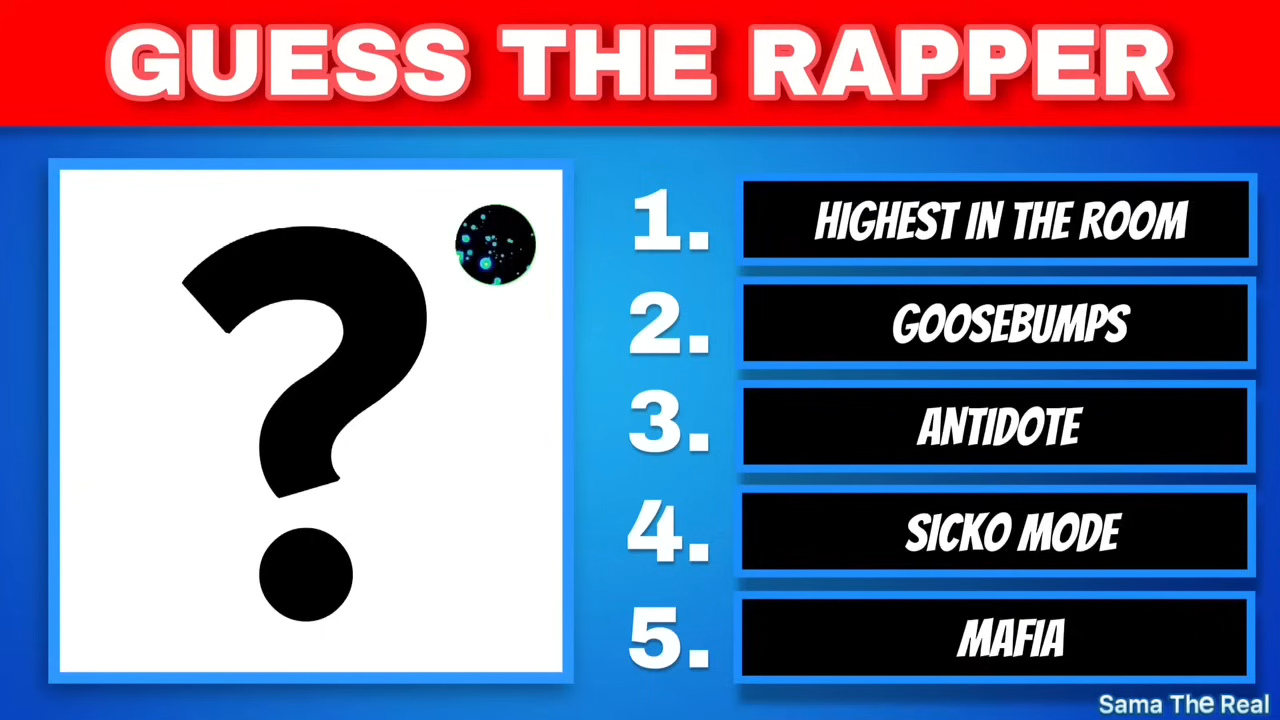 GUESS THE RAPPER
?
1. HIGHEST IN THE ROOM
2. GOOSEBUMPS
3. ANTIDOTE
4. SICKO MODE
5. MAFIA
Sama The Real